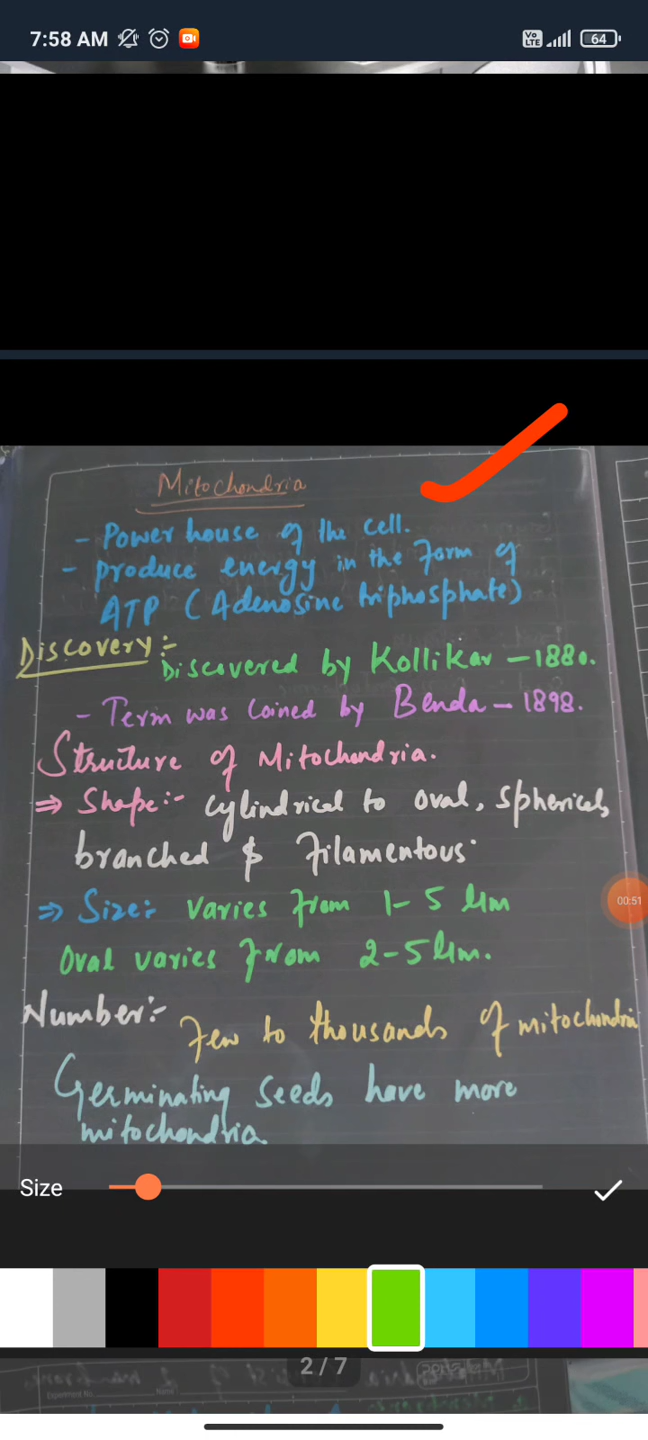 7:58 AM
Vo LTE 64
Mitochondria
- Power house of the cell.
- produce energy in the form of
ATP (Adenosine triphosphate)
Discovery:-
Discovered by Kollikar - 1880.
- Term was Coined by Benda - 1898.
Structure of Mitochondria.
⇒ Shape:- Cylindrical to oval, spherical,
branched & filamentous.
⇒ Size:- varies from 1-5 μm
00:51
Oval varies from 2-5 μm.
Number:- few to thousands of mitochondria
Germinating seeds have more
mitochondria.
Size
2 / 7